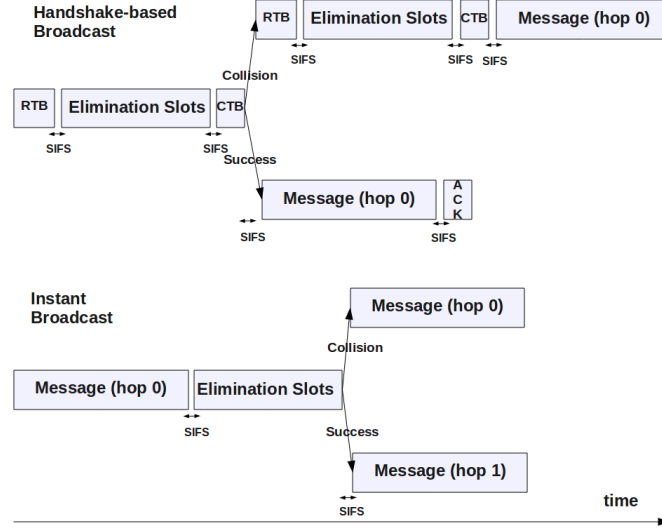 Handshake-based
Broadcast
RTB Elimination Slots CTB Message (hop 0)
SIFS SIFS SIFS
Collision
RTB Elimination Slots CTB
SIFS SIFS
Success
Message (hop 0) A
C
K
SIFS SIFS
Instant
Broadcast
Message (hop 0)
Collision
Message (hop 0) Elimination Slots
SIFS
Success
Message (hop 1)
SIFS
time